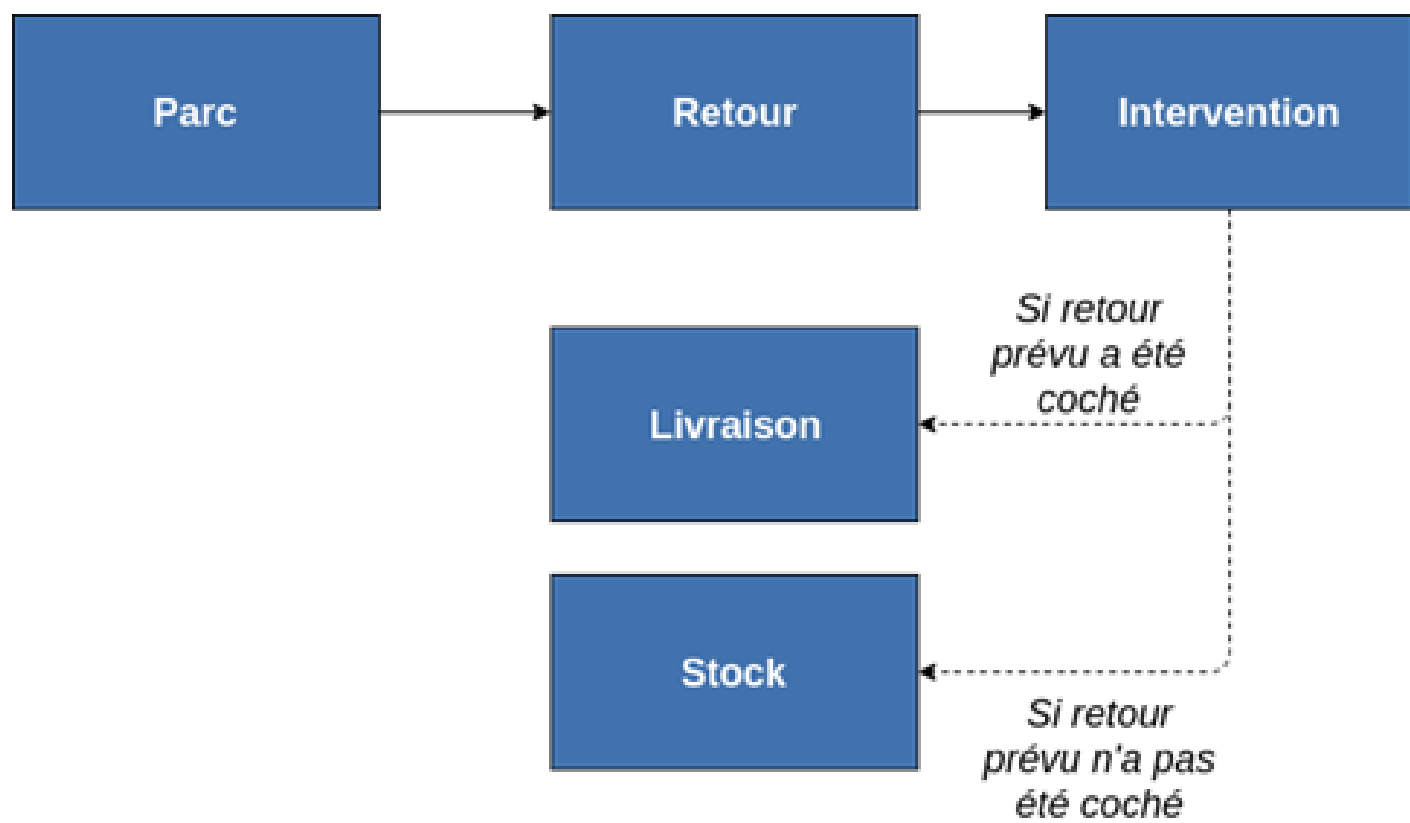 Parc
Retour
Intervention
Si retour
prévu a été
coché
Livraison
Stock
Si retour
prévu n'a pas
été coché